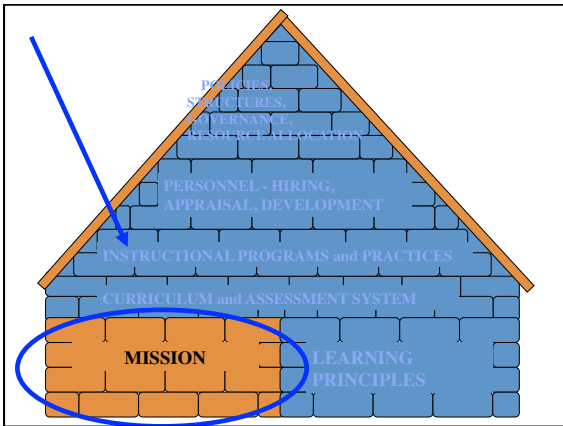 POLICIES,
STRUCTURES,
GOVERNANCE,
RESOURCE ALLOCATION
PERSONNEL - HIRING,
APPRAISAL, DEVELOPMENT
INSTRUCTIONAL PROGRAMS and PRACTICES
CURRICULUM and ASSESSMENT SYSTEM
MISSION
LEARNING
PRINCIPLES